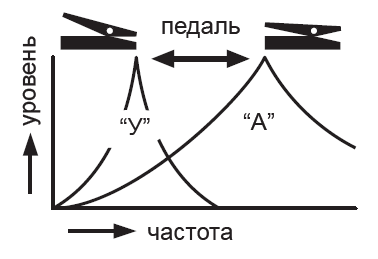 педаль
уровень
“У”
“А”
частота